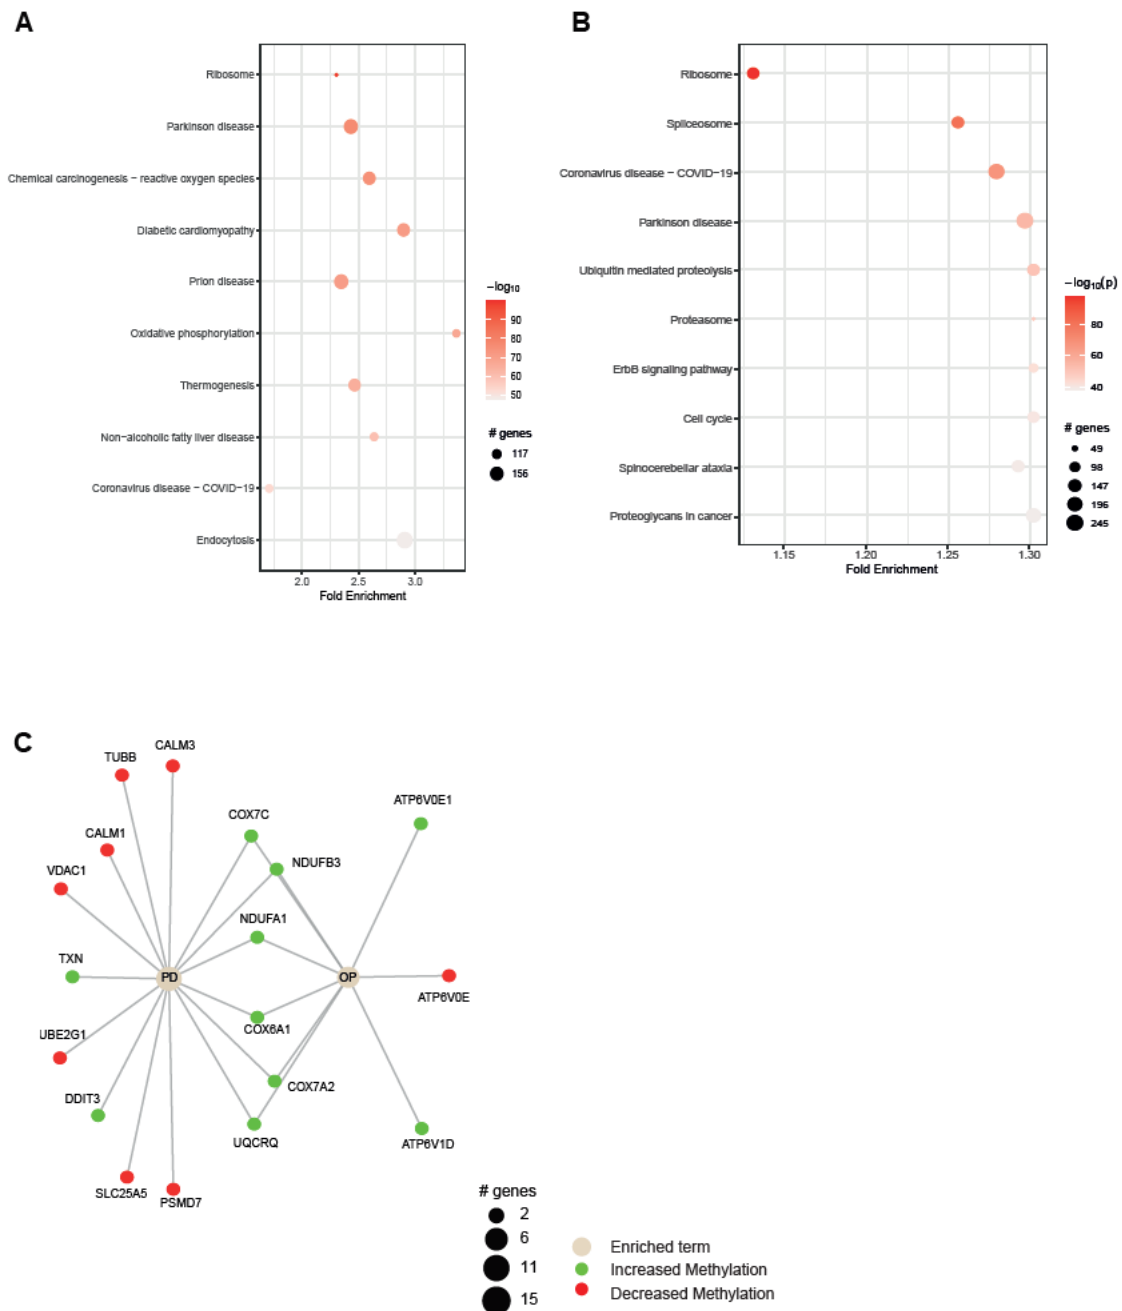 A
Ribosome
Parkinson disease
Chemical carcinogenesis – reactive oxygen species
Diabetic cardiomyopathy
Prion disease
Oxidative phosphorylation
Thermogenesis
Non–alcoholic fatty liver disease
Coronavirus disease – COVID–19
Endocytosis
2.0 2.5 3.0
Fold Enrichment
–log₁₀
90
80
70
60
50
# genes
117
156
B
Ribosome
Spliceosome
Coronavirus disease – COVID–19
Parkinson disease
Ubiquitin mediated proteolysis
Proteasome
ErbB signaling pathway
Cell cycle
Spinocerebellar ataxia
Proteoglycans in cancer
1.15 1.20 1.25 1.30
Fold Enrichment
–log₁₀(p)
80
60
40
# genes
49
98
147
196
245
C
CALM3
TUBB
COX7C
ATP6V0E1
CALM1
NDUFB3
VDAC1
NDUFA1
TXN
PD
OP
ATP6V0E
COX6A1
UBE2G1
COX7A2
DDIT3
UQCRQ
ATP6V1D
SLC25A5
PSMD7
# genes
2
6
11
15
Enriched term
Increased Methylation
Decreased Methylation